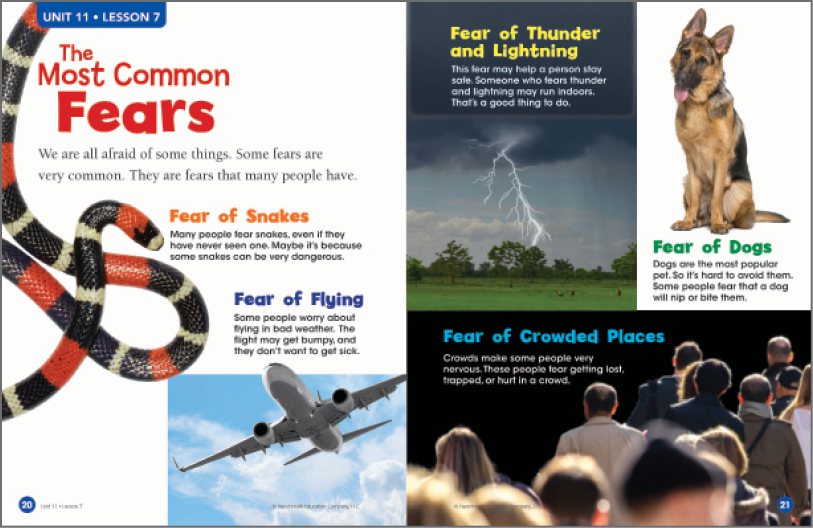 UNIT 11 • LESSON 7
The
Most Common
Fears
We are all afraid of some things. Some fears are
very common. They are fears that many people have.
Fear of Snakes
Many people fear snakes, even if they
have never seen one. Maybe it's because
some snakes can be very dangerous.
Fear of Flying
Some people worry about
flying in bad weather. The
flight may get bumpy, and
they don't want to get sick.
20 Unit 11 • Lesson 7
© Benchmark Education Company, LLC
Fear of Thunder
and Lightning
This fear may help a person stay
safe. Someone who fears thunder
and lightning may run indoors.
That's a good thing to do.
Fear of Dogs
Dogs are the most popular
pet. So it's hard to avoid them.
Some people fear that a dog
will nip or bite them.
Fear of Crowded Places
Crowds make some people very
nervous. These people fear getting lost,
trapped, or hurt in a crowd.
© Benchmark Education Company,
21